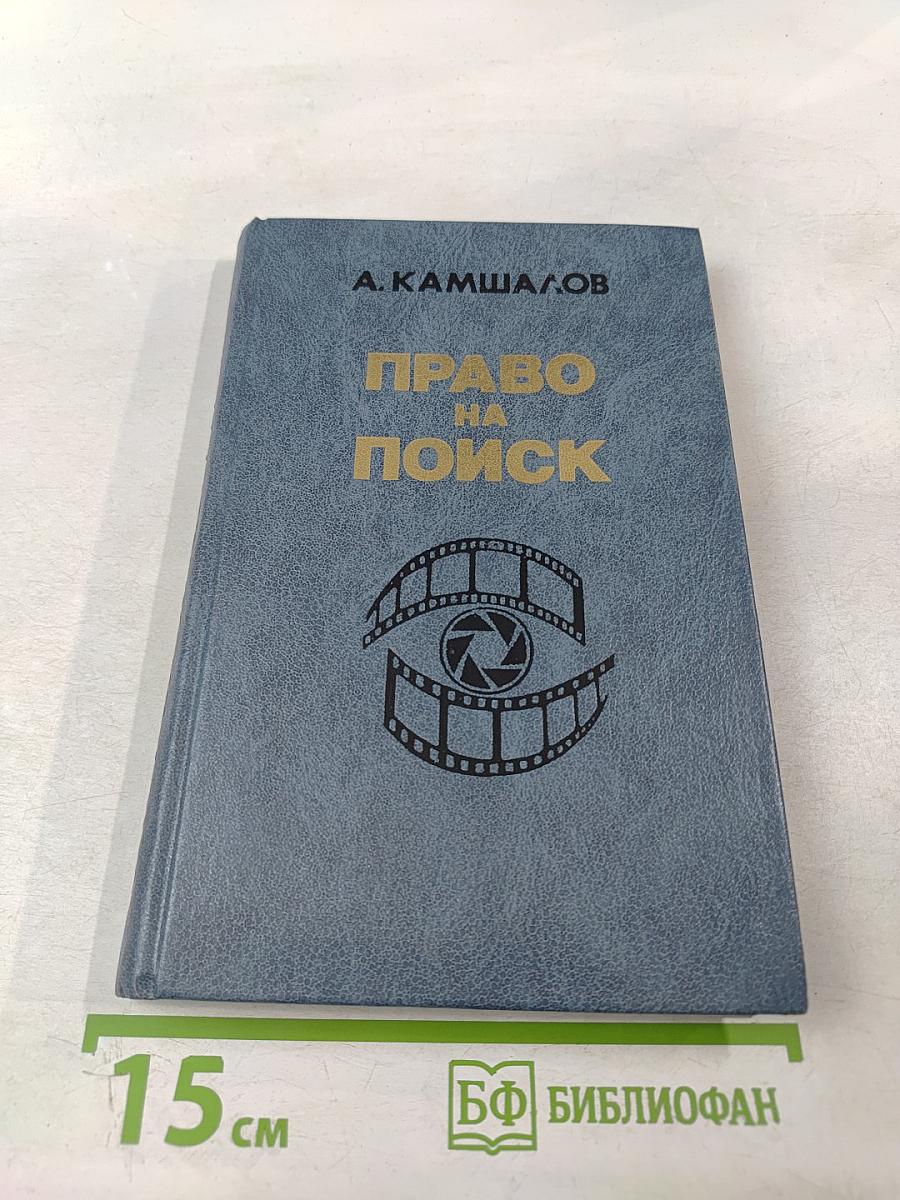 А. КАМШАЛОВ
ПРАВО
НА
ПОИСК
15 см
БФ БИБЛИОФАН